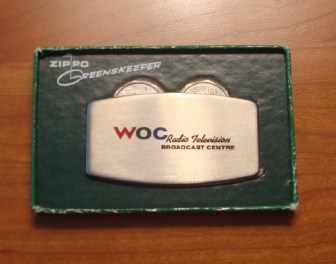 ZIPPO
GREENSKEEPER
WOC Radio Television
BROADCAST CENTRE